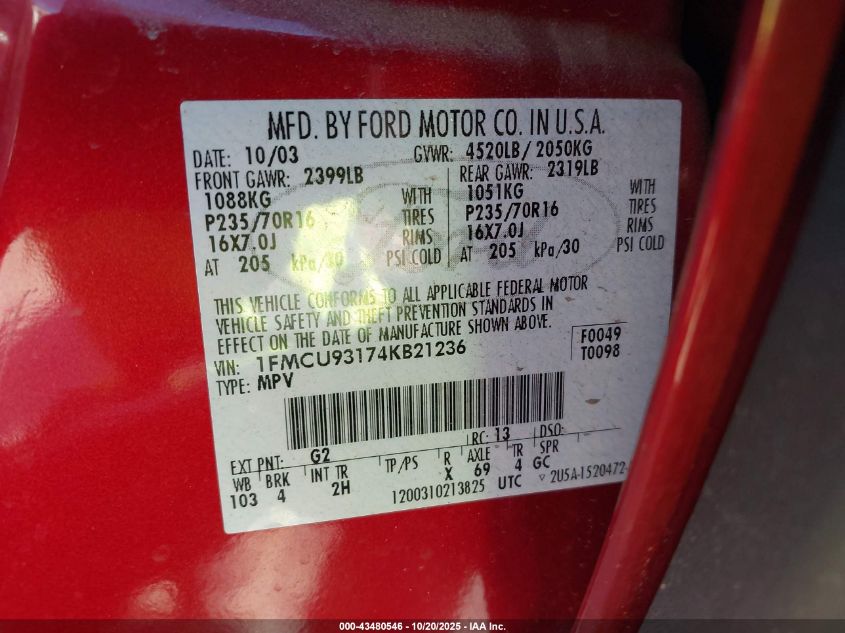 MFD. BY FORD MOTOR CO. IN U.S.A.
DATE: 10/03 GVWR: 4520LB/ 2050KG
FRONT GAWR: 2399LB REAR GAWR: 2319LB
1088KG WITH 1051KG WITH
P235/70R16 TIRES P235/70R16 TIRES
16X7.0J RIMS 16X7.0J RIMS
AT 205 kPa/30 PSI COLD AT 205 kPa/30 PSI COLD
THIS VEHICLE CONFORMS TO ALL APPLICABLE FEDERAL MOTOR
VEHICLE SAFETY AND THEFT PREVENTION STANDARDS IN
EFFECT ON THE DATE OF MANUFACTURE SHOWN ABOVE.
VIN: 1FMCU93174KB21236 F0049
TYPE: MPV T0098
EXT PNT: G2 RC: 13 DSO:
WB BRK INT TR TP/PS R AXLE TR SPR
103 4 2H X 69 4 GC
1200310213825 UTC ▽ 2U5A-1520472-
000-43480546 | 10/20/2025 - IAAI.com